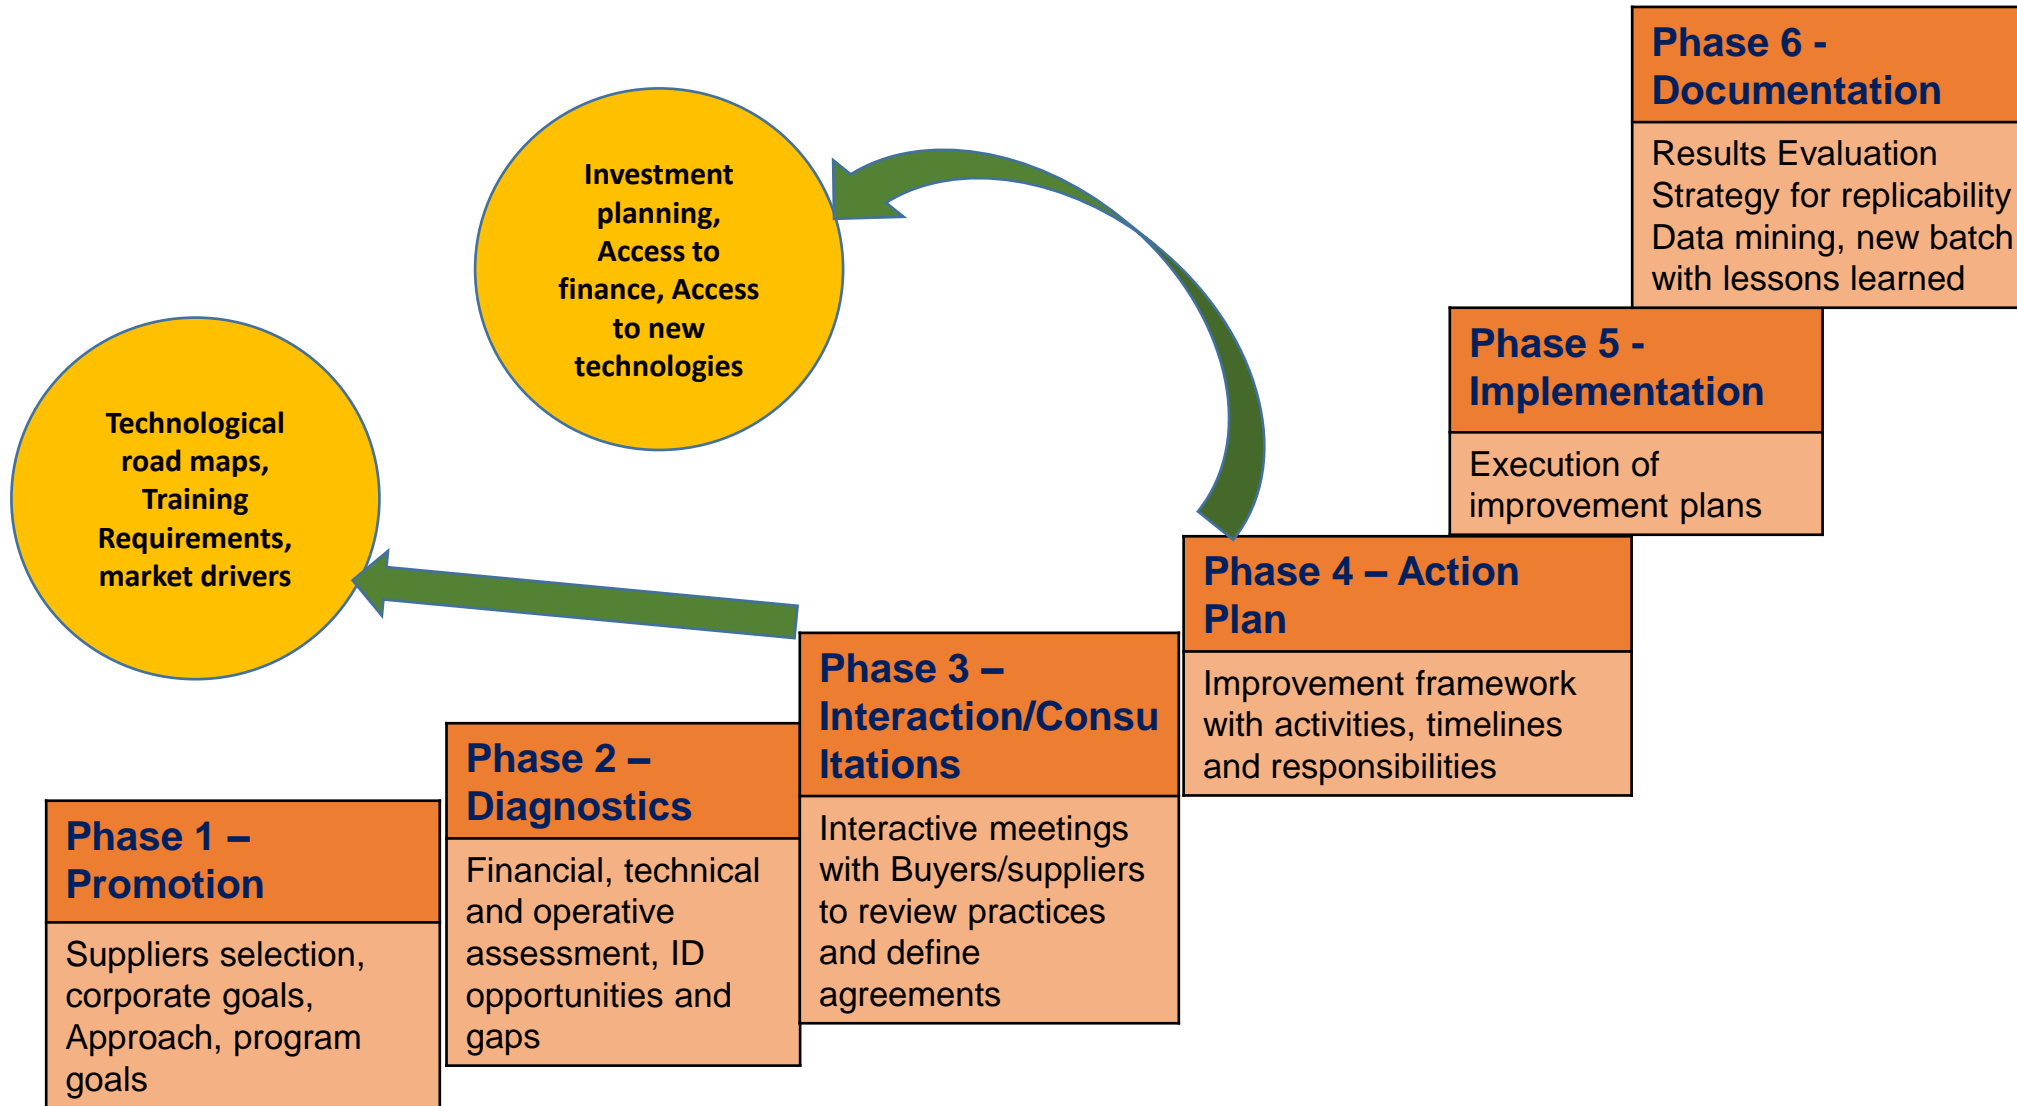 Phase 6 -
Documentation
Results Evaluation
Strategy for replicability
Data mining, new batch
with lessons learned
Investment
planning,
Access to
finance, Access
to new
technologies
Phase 5 -
Implementation
Execution of
improvement plans
Technological
road maps,
Training
Requirements,
market drivers
Phase 4 – Action
Plan
Improvement framework
with activities, timelines
and responsibilities
Phase 3 –
Interaction/Consu
ltations
Interactive meetings
with Buyers/suppliers
to review practices
and define
agreements
Phase 2 –
Diagnostics
Financial, technical
and operative
assessment, ID
opportunities and
gaps
Phase 1 –
Promotion
Suppliers selection,
corporate goals,
Approach, program
goals